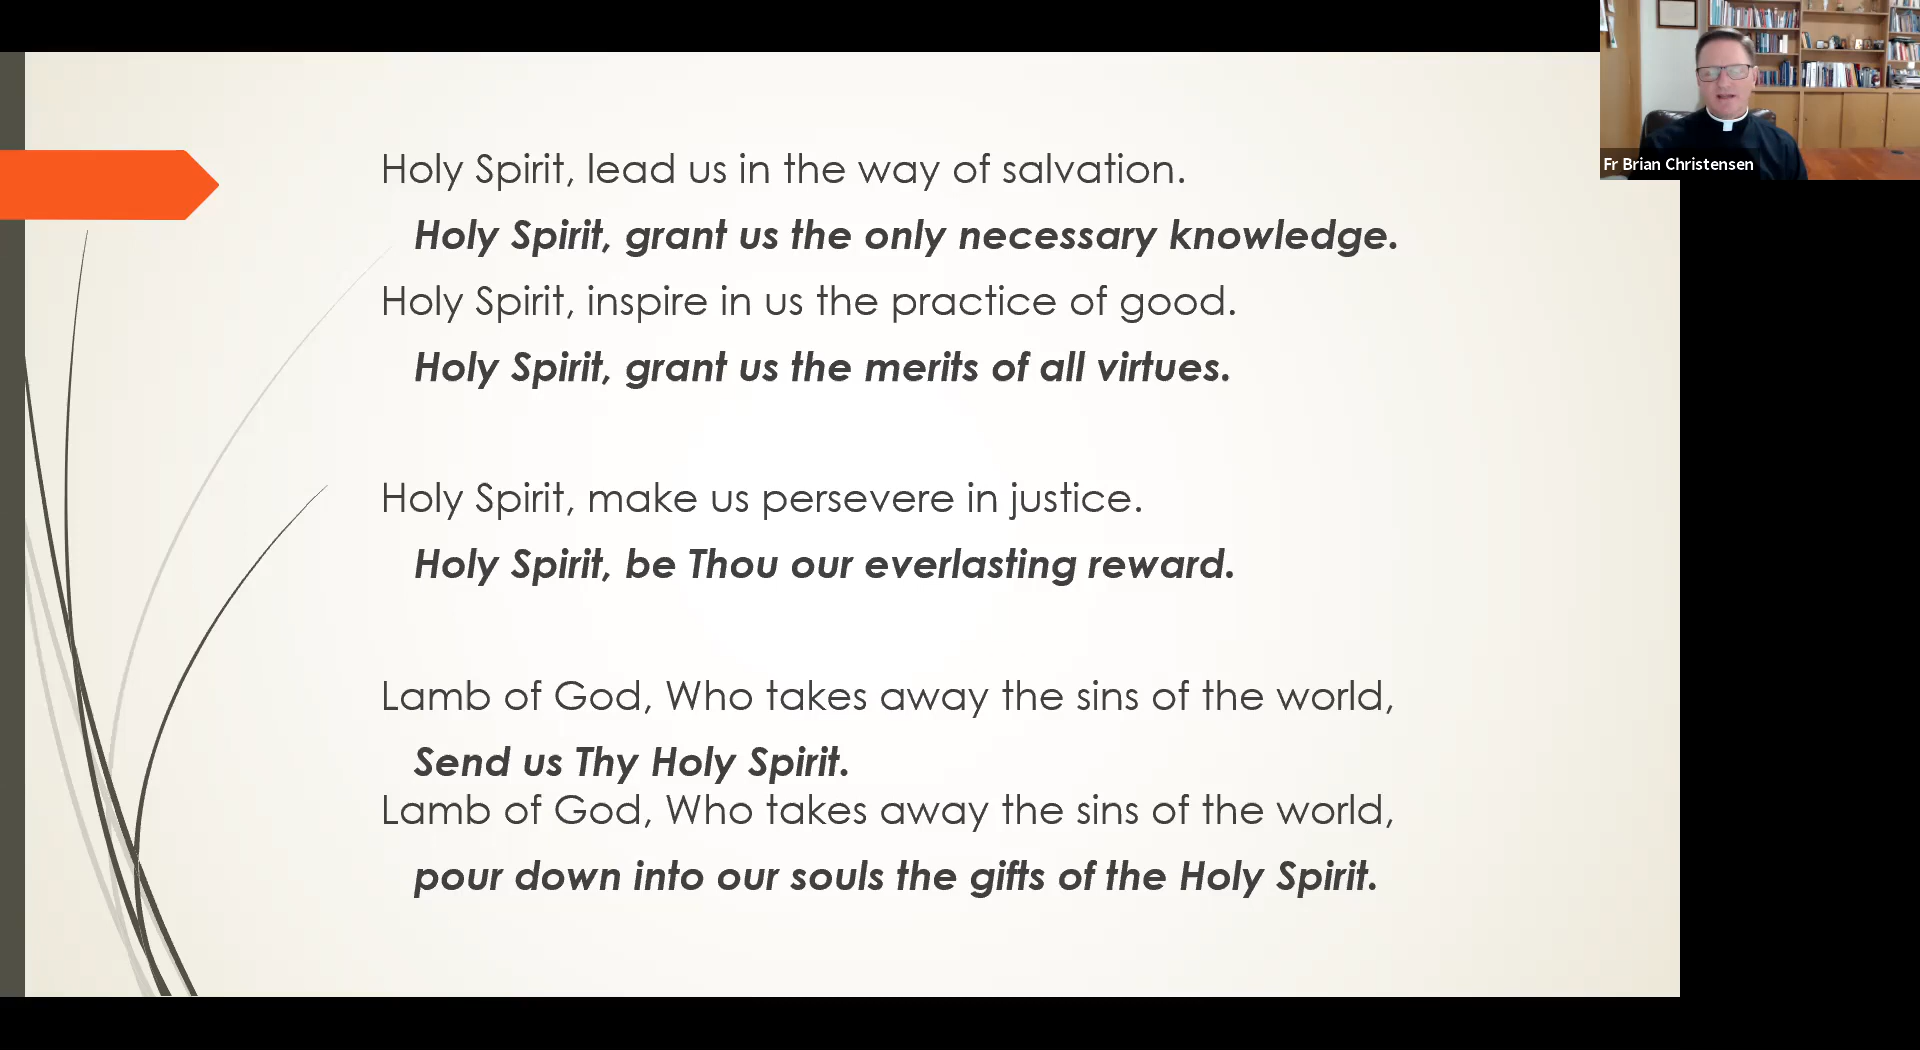 Holy Spirit, lead us in the way of salvation.
Holy Spirit, grant us the only necessary knowledge.
Holy Spirit, inspire in us the practice of good.
Holy Spirit, grant us the merits of all virtues.
Holy Spirit, make us persevere in justice.
Holy Spirit, be Thou our everlasting reward.
Lamb of God, Who takes away the sins of the world,
Send us Thy Holy Spirit.
Lamb of God, Who takes away the sins of the world,
pour down into our souls the gifts of the Holy Spirit.
Fr Brian Christensen